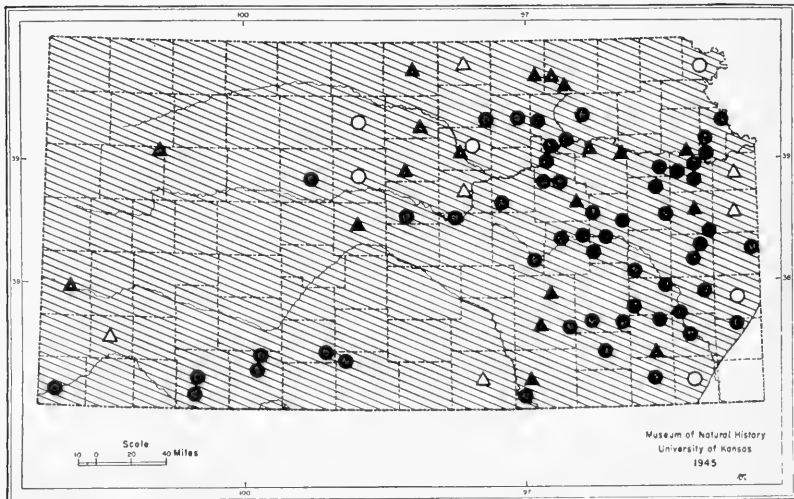 100 97
39 39
38 38
Scale
10 0 20 40 Miles
Museum of Natural History
University of Kansas
1945
100 97